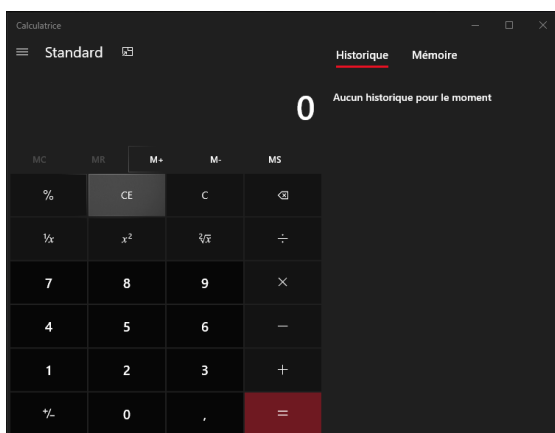 Calculatrice
Standard
Historique Mémoire
0
Aucun historique pour le moment
MC MR M+ M- MS
% CE C
¹/x x² ²√x ÷
7 8 9 ×
4 5 6 −
1 2 3 +
+/− 0 , =